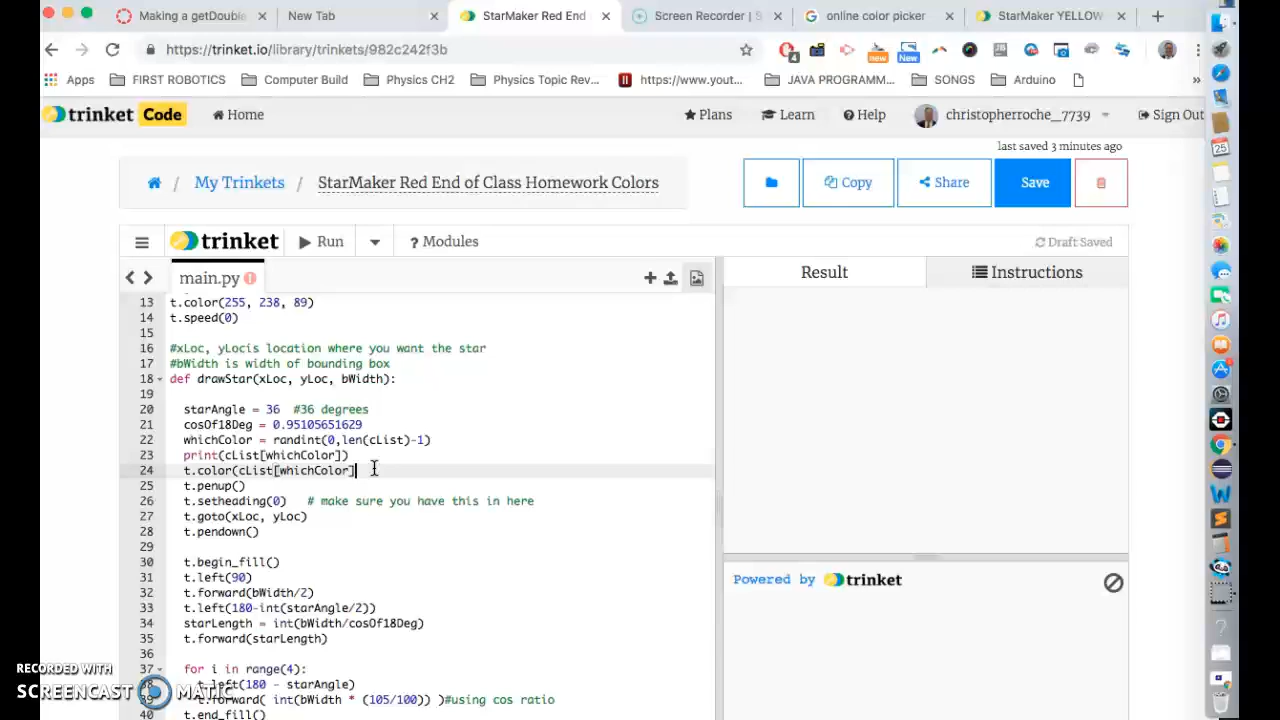 Making a getDouble
New Tab
StarMaker Red End
Screen Recorder | S
online color picker
StarMaker YELLOW
https://trinket.io/library/trinkets/982c242f3b
Apps FIRST ROBOTICS Computer Build Physics CH2 Physics Topic Rev... https://www.yout... JAVA PROGRAMM... SONGS Arduino »
trinket Code Home Plans Learn Help christopherroche_7739 Sign Out
last saved 3 minutes ago
/ My Trinkets / StarMaker Red End of Class Homework Colors Copy Share Save
trinket Run ? Modules Draft Saved
main.py Result Instructions
13 t.color(255, 238, 89)
14 t.speed(0)
15
16 #xLoc, yLocis location where you want the star
17 #bWidth is width of bounding box
18 def drawStar(xLoc, yLoc, bWidth):
19
20 starAngle = 36 #36 degrees
21 cosOf18Deg = 0.95105651629
22 whichColor = randint(0,len(cList)-1)
23 print(cList[whichColor])
24 t.color(cList[whichColor]
25 t.penup()
26 t.setheading(0) # make sure you have this in here
27 t.goto(xLoc, yLoc)
28 t.pendown()
29
30 t.begin_fill()
31 t.left(90)
32 t.forward(bWidth/2)
33 t.left(180-int(starAngle/2))
34 starLength = int(bWidth/cosOf18Deg)
35 t.forward(starLength)
36
37 for i in range(4):
t.left(180 - starAngle)
39 t.forward( int(bWidth * (105/100)) #using cos ratio
40 t.end_fill()
Powered by trinket
RECORDED WITH
SCREENCAST MATIC